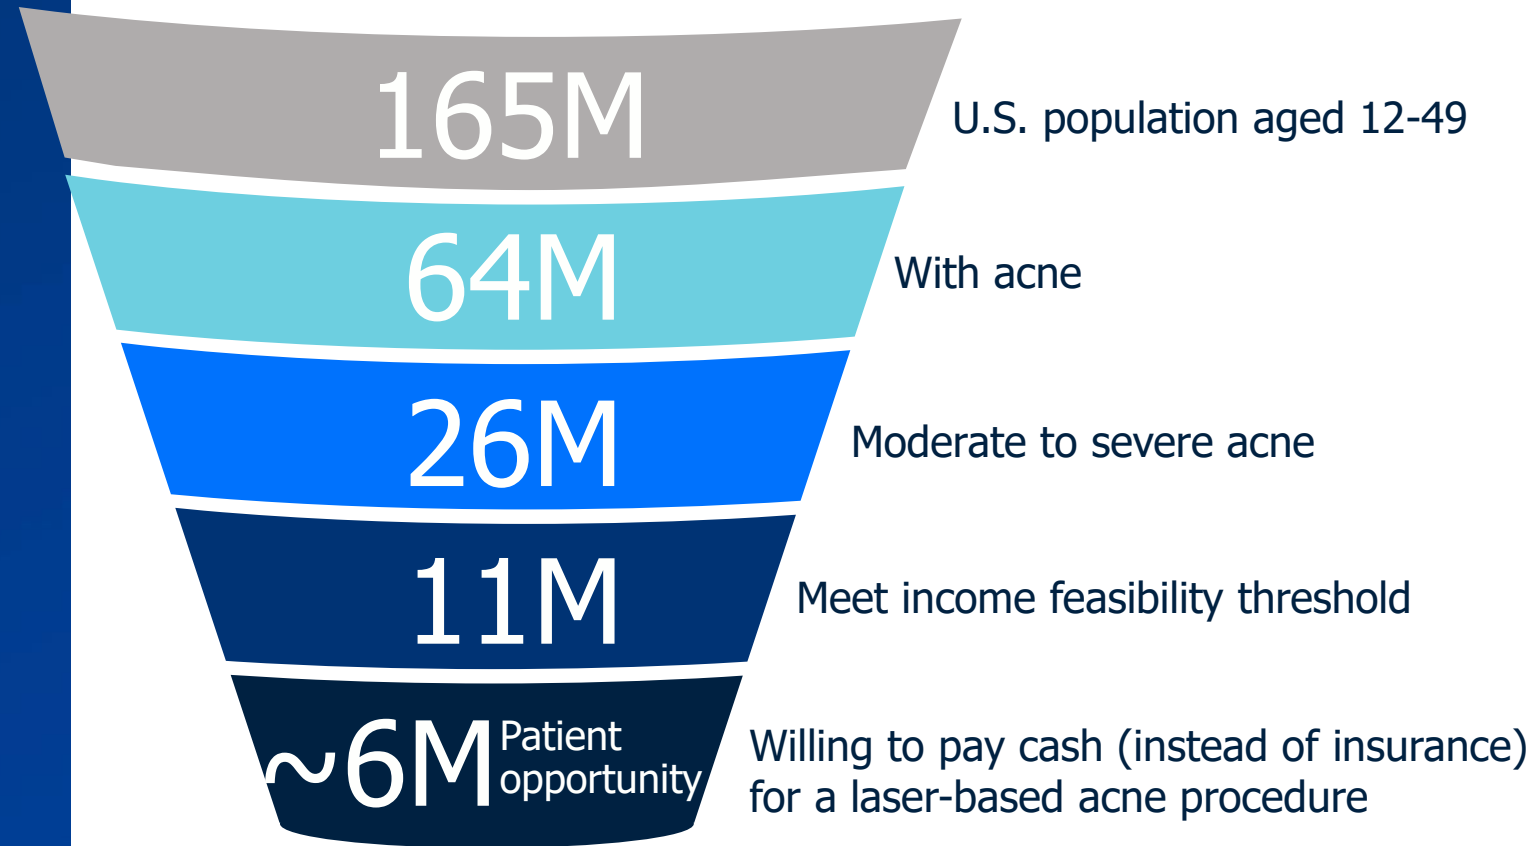 165M
U.S. population aged 12-49
64M
With acne
26M
Moderate to severe acne
11M
Meet income feasibility threshold
~6M
Patient
opportunity
Willing to pay cash (instead of insurance)
for a laser-based acne procedure